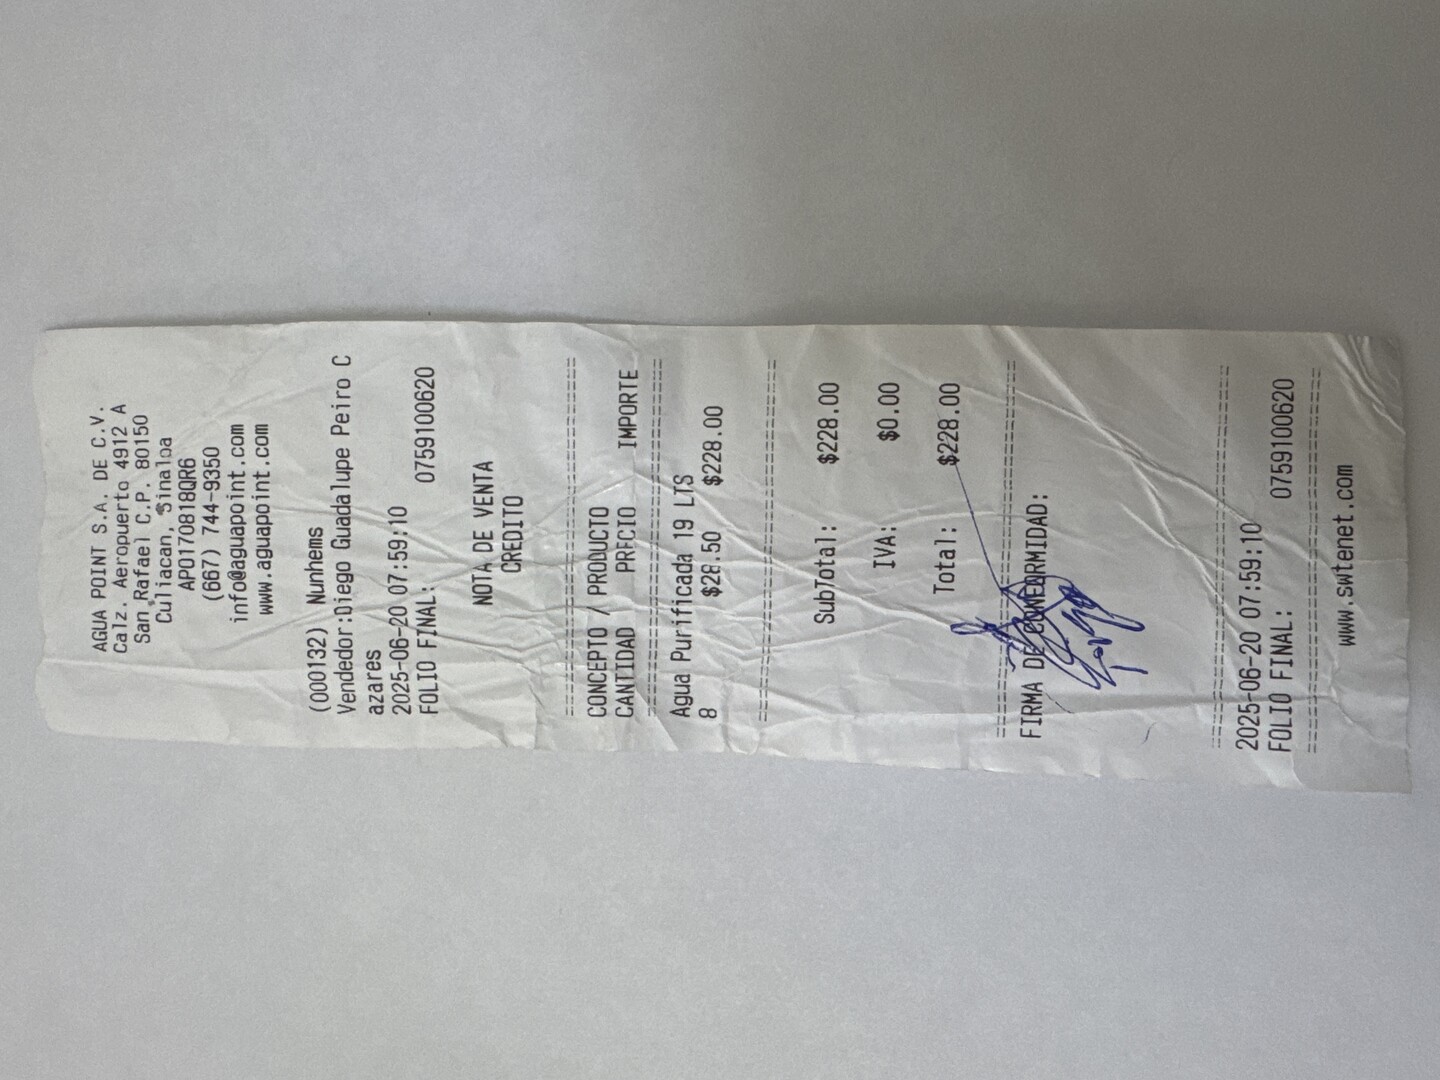 AGUA POINT S.A. DE C.V.
Calz. Aeropuerto 4912 A
San Rafael C.P. 80150
Culiacan, Sinaloa
APO170818QR6
(667) 744-9350
info@aguapoint.com
www.aguapoint.com
(000132) Nunhems
Vendedor:Diego Guadalupe Peiro C
azares
2025-06-20 07:59:10
FOLIO FINAL: 0759100620
NOTA DE VENTA
CREDITO
================================
CONCEPTO / PRODUCTO
CANTIDAD PRECIO IMPORTE
================================
Agua Purificada 19 LTS
8 $28.50 $228.00
================================
SubTotal: $228.00
IVA: $0.00
Total: $228.00
================================
FIRMA DE CONFORMIDAD:
================================
2025-06-20 07:59:10
FOLIO FINAL: 0759100620
================================
www.swtenet.com